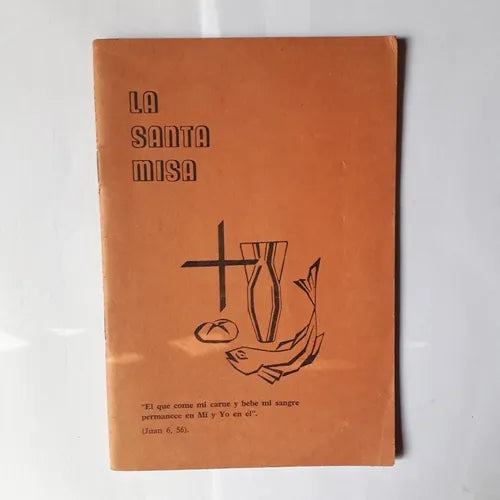 LA
SANTA
MISA
"El que come mi carne y bebe mi sangre
permanece en Mí y Yo en él".
(Juan 6, 56).